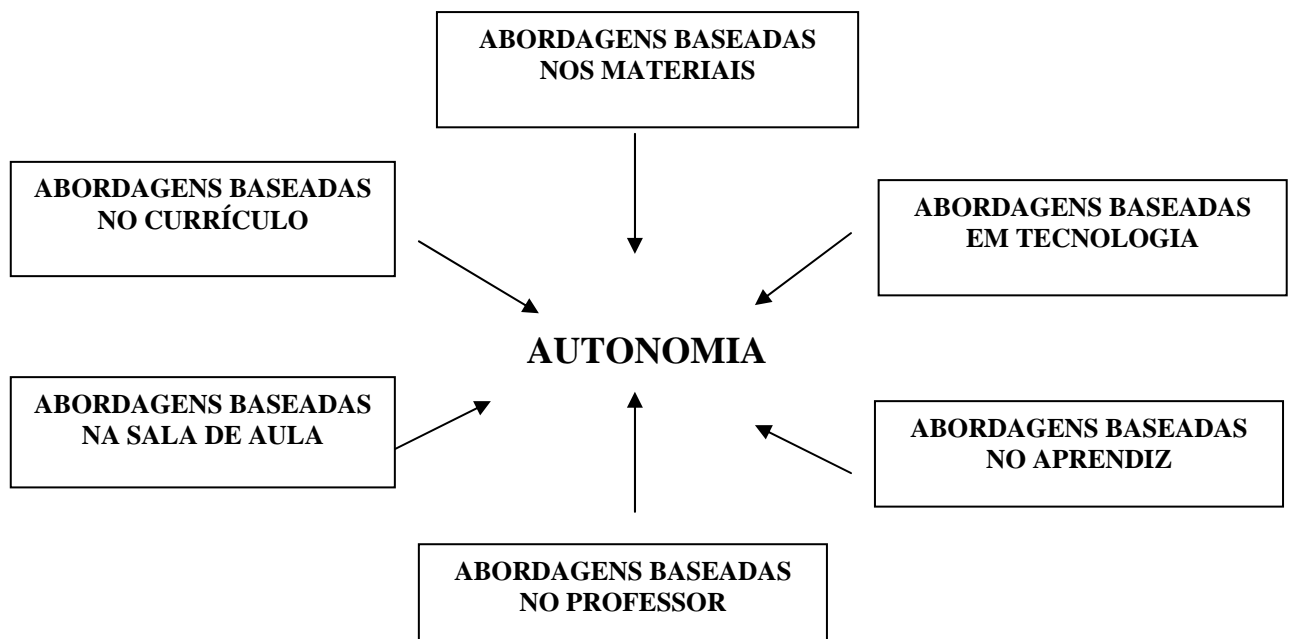 ABORDAGENS BASEADAS
NOS MATERIAIS
ABORDAGENS BASEADAS
NO CURRÍCULO
ABORDAGENS BASEADAS
EM TECNOLOGIA
AUTONOMIA
ABORDAGENS BASEADAS
NA SALA DE AULA
ABORDAGENS BASEADAS
NO APRENDIZ
ABORDAGENS BASEADAS
NO PROFESSOR